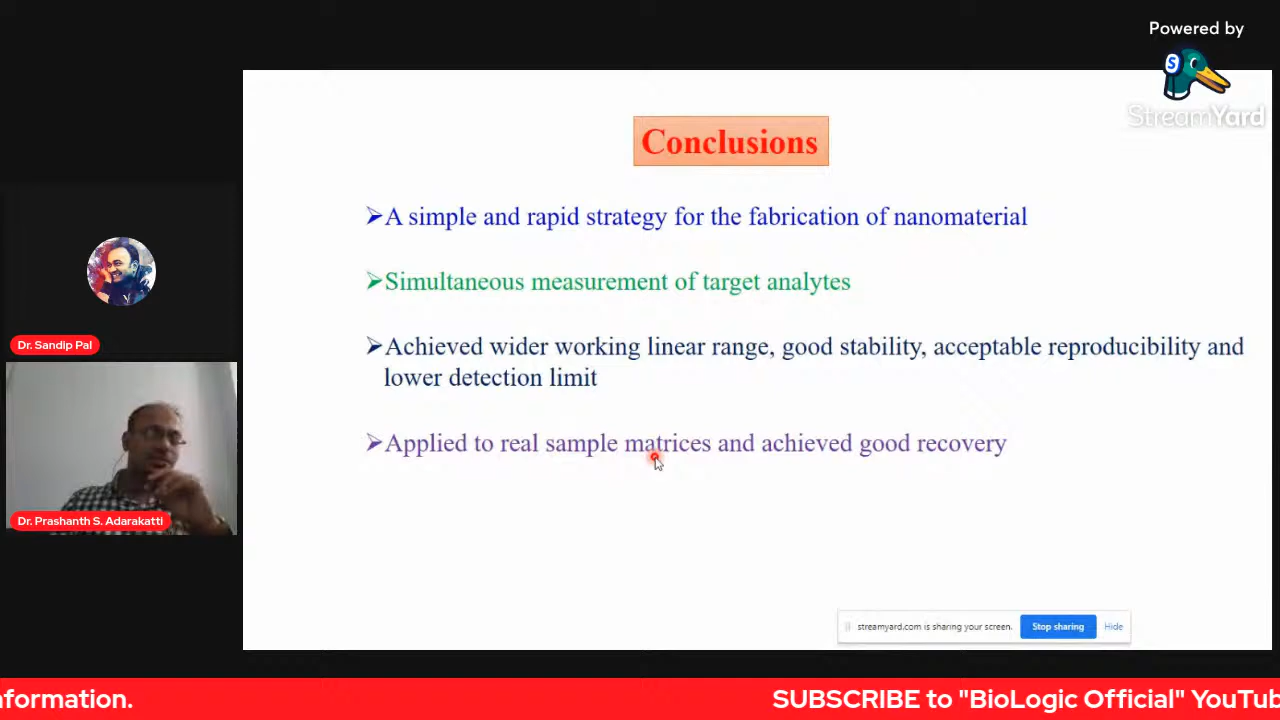 Powered by
S
StreamYard
Conclusions
➢A simple and rapid strategy for the fabrication of nanomaterial
➢Simultaneous measurement of target analytes
➢Achieved wider working linear range, good stability, acceptable reproducibility and
lower detection limit
➢Applied to real sample matrices and achieved good recovery
Dr. Sandip Pal
Dr. Prashanth S. Adarakatti
streamyard.com is sharing your screen. Stop sharing Hide
nformation. SUBSCRIBE to "BioLogic Official" YouTub